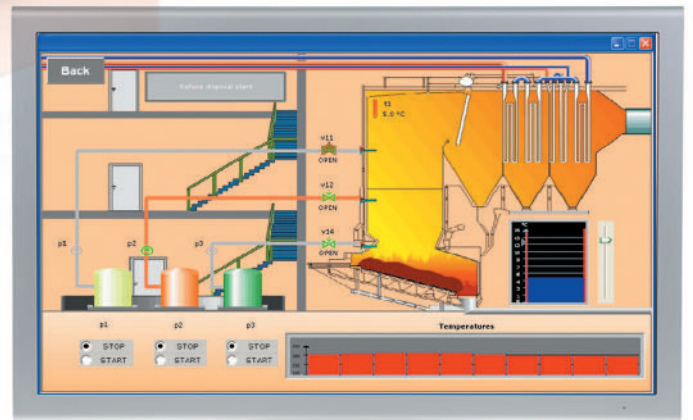 Back
Refuse disposal start
t1
5.0 °C
v11
OPEN
v12
OPEN
v14
OPEN
p1
p2
p3
p1
p2
p3
Temperatures
STOP
STOP
STOP
START
START
START